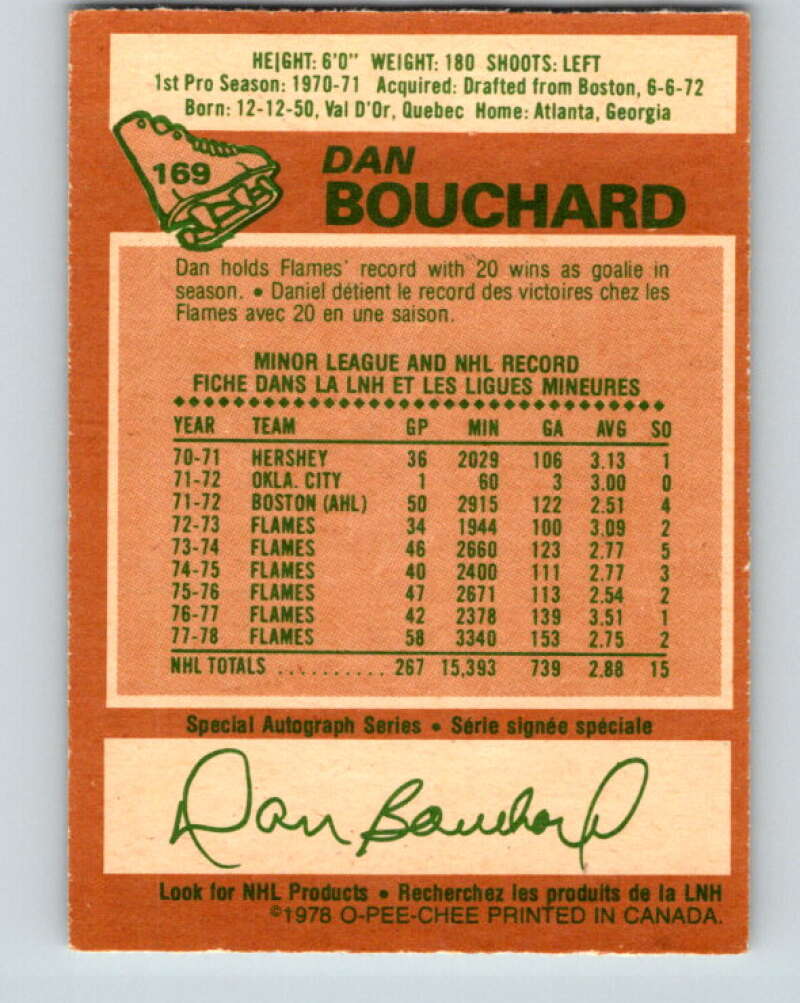 HEIGHT: 6'0" WEIGHT: 180 SHOOTS: LEFT
1st Pro Season: 1970-71 Acquired: Drafted from Boston, 6-6-72
Born: 12-12-50, Val D'Or, Quebec Home: Atlanta, Georgia
169
DAN
BOUCHARD
Dan holds Flames' record with 20 wins as goalie in
season. • Daniel détient le record des victoires chez les
Flames avec 20 en une saison.
MINOR LEAGUE AND NHL RECORD
FICHE DANS LA LNH ET LES LIGUES MINEURES
YEAR TEAM GP MIN GA AVG SO
70-71 HERSHEY 36 2029 106 3.13 1
71-72 OKLA. CITY 1 60 3 3.00 0
71-72 BOSTON (AHL) 50 2915 122 2.51 4
72-73 FLAMES 34 1944 100 3.09 2
73-74 FLAMES 46 2660 123 2.77 5
74-75 FLAMES 40 2400 111 2.77 3
75-76 FLAMES 47 2671 113 2.54 2
76-77 FLAMES 42 2378 139 3.51 1
77-78 FLAMES 58 3340 153 2.75 2
NHL TOTALS .......... 267 15,393 739 2.88 15
Special Autograph Series • Série signée spéciale
Dan Bouchard
Look for NHL Products • Recherchez les produits de la LNH
©1978 O-PEE-CHEE PRINTED IN CANADA.